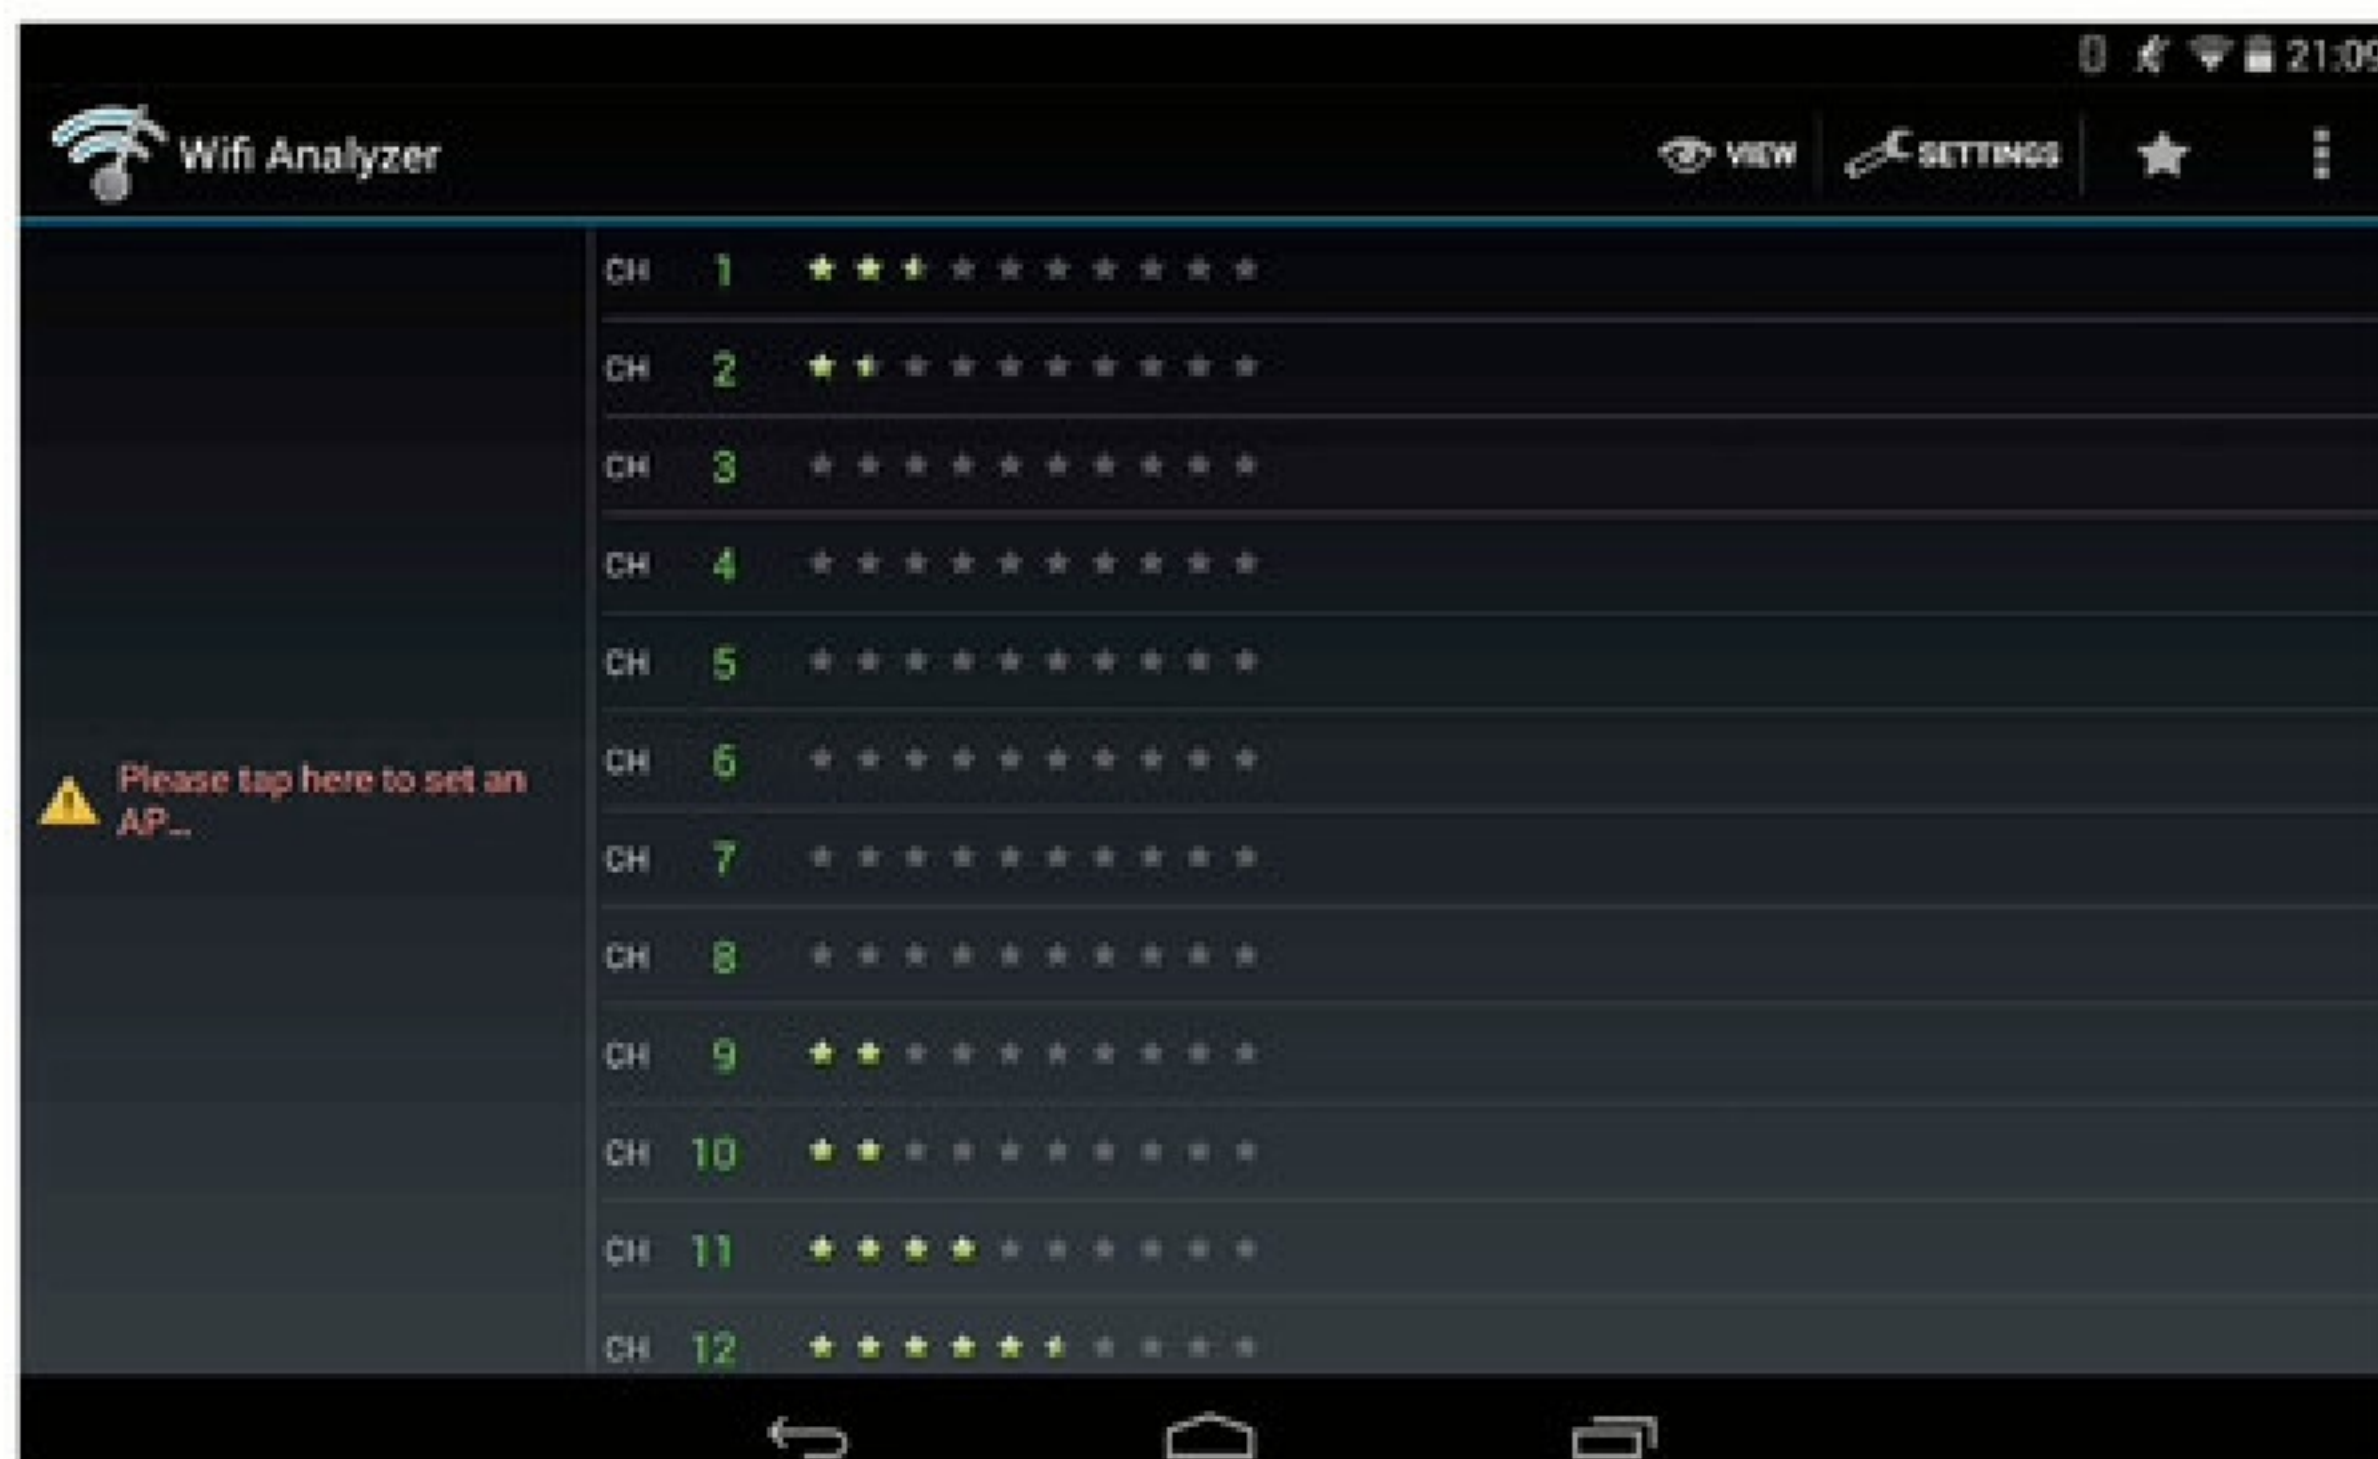 21:09
Wifi Analyzer
VIEW
SETTINGS
CH 1
CH 2
CH 3
CH 4
CH 5
CH 6
Please tap here to set an
AP...
CH 7
CH 8
CH 9
CH 10
CH 11
CH 12